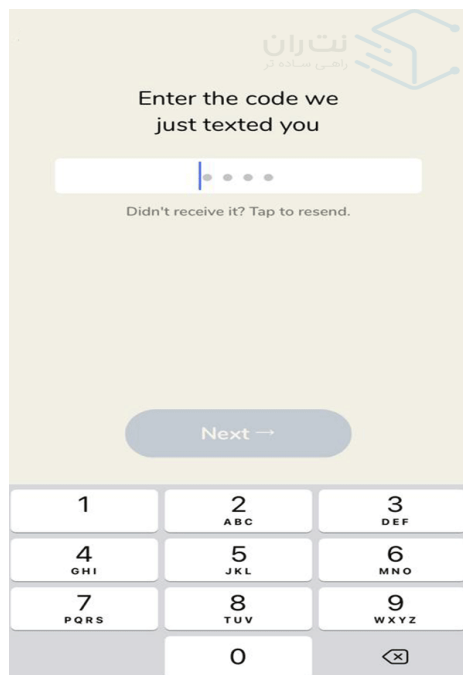 نت ران
راهی ساده تر
Enter the code we
just texted you
Didn't receive it? Tap to resend.
Next →
1
2
ABC
3
DEF
4
GHI
5
JKL
6
MNO
7
PQRS
8
TUV
9
WXYZ
0